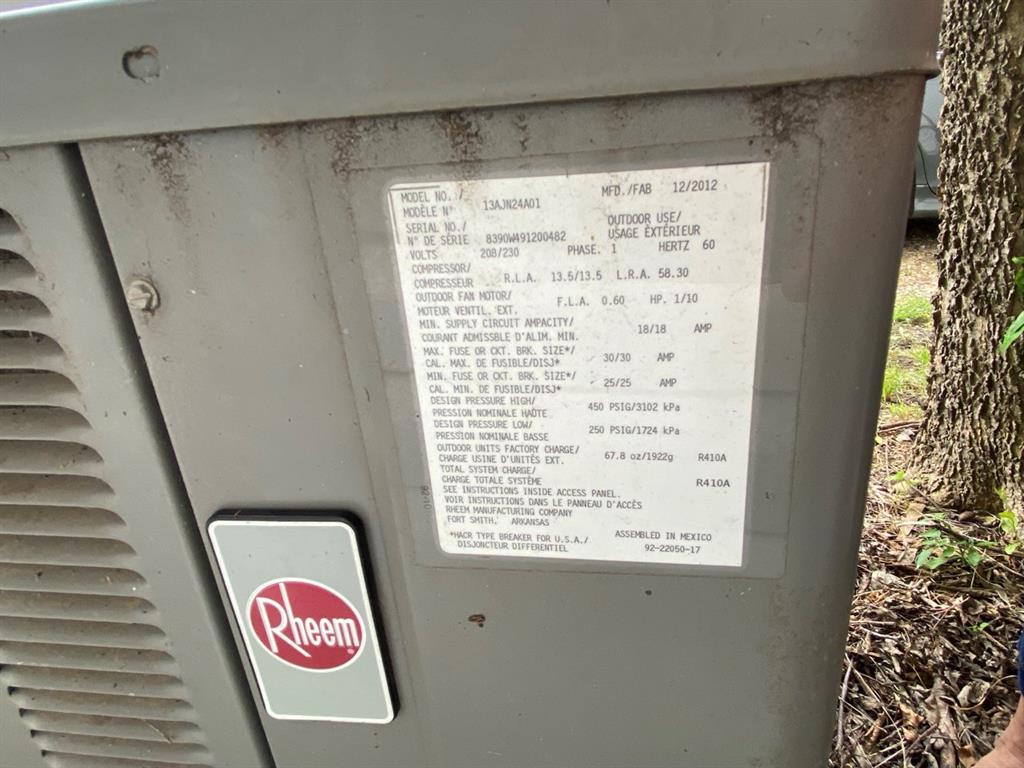 MODEL NO. / MFD./FAB 12/2012
MODÈLE N° 13AJN24A01
SERIAL NO./ OUTDOOR USE/
N° DE SÉRIE 8390W491200482 USAGE EXTÉRIEUR
VOLTS 208/230 PHASE. 1 HERTZ 60
COMPRESSOR/
COMPRESSEUR R.L.A. 13.5/13.5 L.R.A. 58.30
OUTDOOR FAN MOTOR/
MOTEUR VENTIL. EXT. F.L.A. 0.60 HP. 1/10
MIN. SUPPLY CIRCUIT AMPACITY/
COURANT ADMISSBLE D'ALIM. MIN. 18/18 AMP
MAX. FUSE OR CKT. BRK. SIZE*/
CAL. MAX. DE FUSIBLE/DISJ* 30/30 AMP
MIN. FUSE OR CKT. BRK. SIZE*/
CAL. MIN. DE FUSIBLE/DISJ* 25/25 AMP
DESIGN PRESSURE HIGH/
PRESSION NOMINALE HAÛTE 450 PSIG/3102 kPa
DESIGN PRESSURE LOW/
PRESSION NOMINALE BASSE 250 PSIG/1724 kPa
OUTDOOR UNITS FACTORY CHARGE/
CHARGE USINE D'UNITÉS EXT. 67.8 oz/1922g R410A
TOTAL SYSTEM CHARGE/
CHARGE TOTALE SYSTÈME R410A
SEE INSTRUCTIONS INSIDE ACCESS PANEL.
VOIR INSTRUCTIONS DANS LE PANNEAU D'ACCÈS
RHEEM MANUFACTURING COMPANY
FORT SMITH, ARKANSAS
*HACR TYPE BREAKER FOR U.S.A./ ASSEMBLED IN MEXICO
DISJONCTEUR DIFFERENTIEL 92-22050-17
Rheem